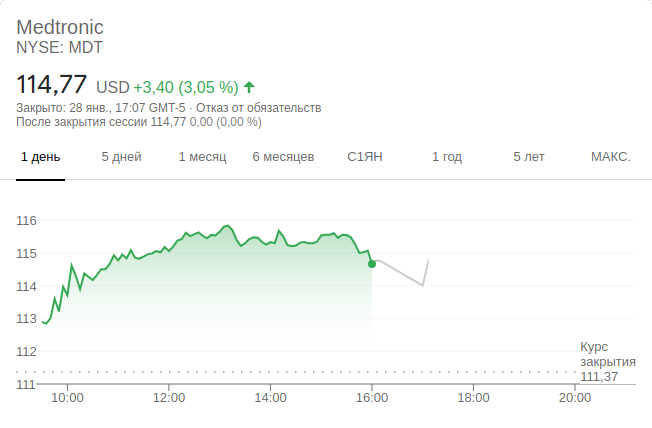 Medtronic
NYSE: MDT
114,77 USD +3,40 (3,05 %)
Закрыто: 28 янв., 17:07 GMT-5 · Отказ от обязательств
После закрытия сессии 114,77 0,00 (0,00 %)
1 день 5 дней 1 месяц 6 месяцев С1ЯН 1 год 5 лет МАКС.
116
115
114
113
112
Курс
закрытия
111,37
111
10:00 12:00 14:00 16:00 18:00 20:00